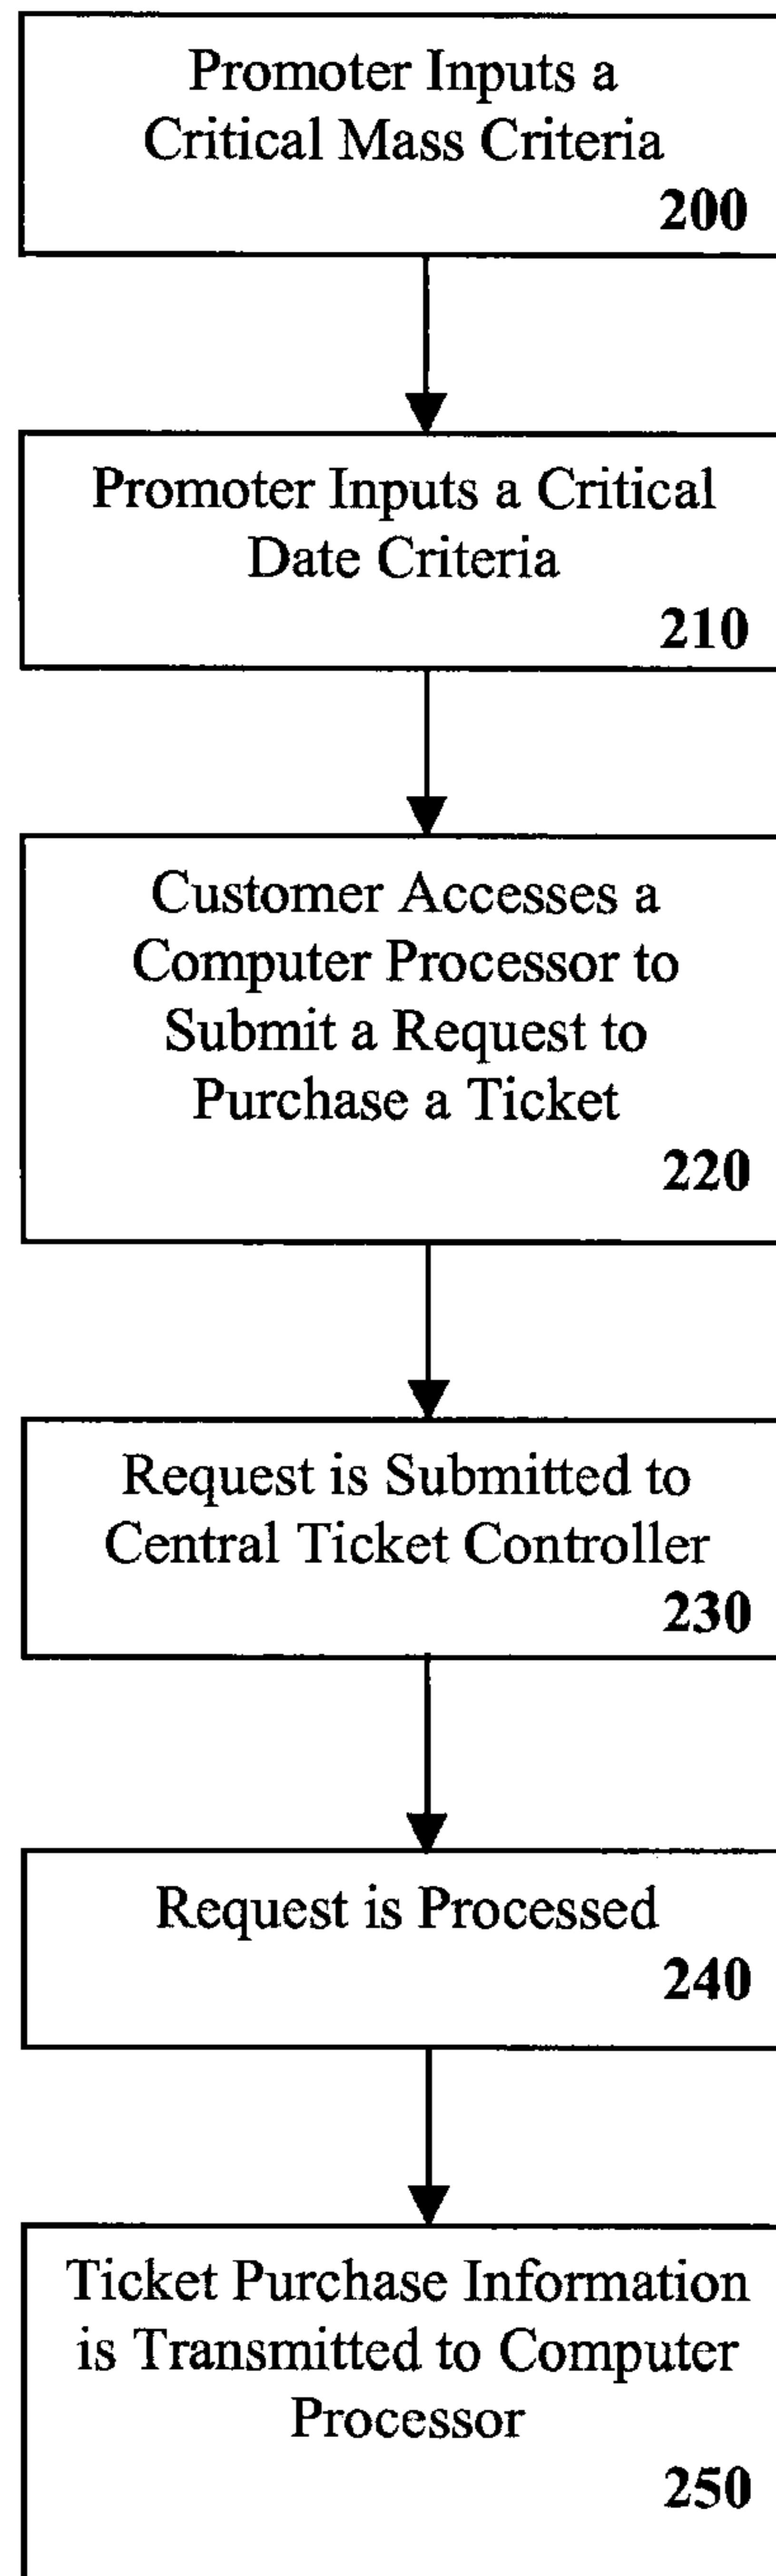 Promoter Inputs a
Critical Mass Criteria
200
Promoter Inputs a Critical
Date Criteria
210
Customer Accesses a
Computer Processor to
Submit a Request to
Purchase a Ticket
220
Request is Submitted to
Central Ticket Controller
230
Request is Processed
240
Ticket Purchase Information
is Transmitted to Computer
Processor
250